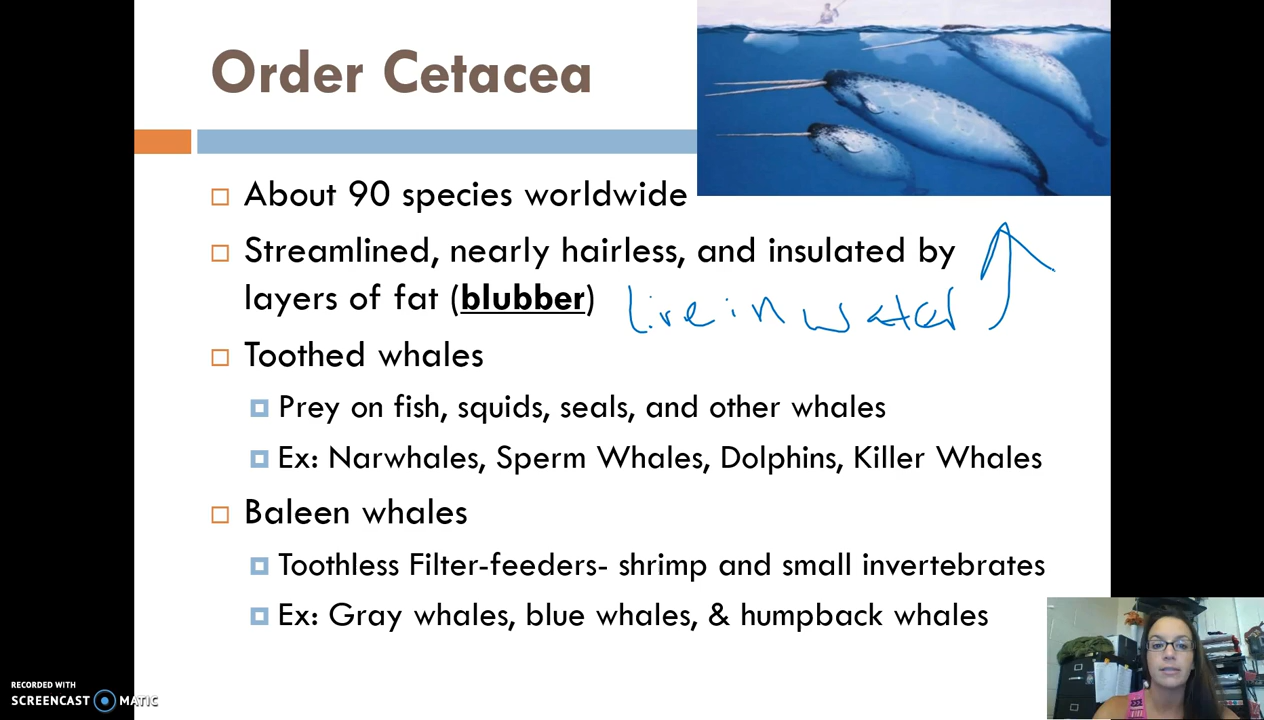 Order Cetacea
About 90 species worldwide
Streamlined, nearly hairless, and insulated by
layers of fat (blubber) live in water
Toothed whales
Prey on fish, squids, seals, and other whales
Ex: Narwhales, Sperm Whales, Dolphins, Killer Whales
Baleen whales
Toothless Filter-feeders- shrimp and small invertebrates
Ex: Gray whales, blue whales, & humpback whales
RECORDED WITH
SCREENCAST MATIC